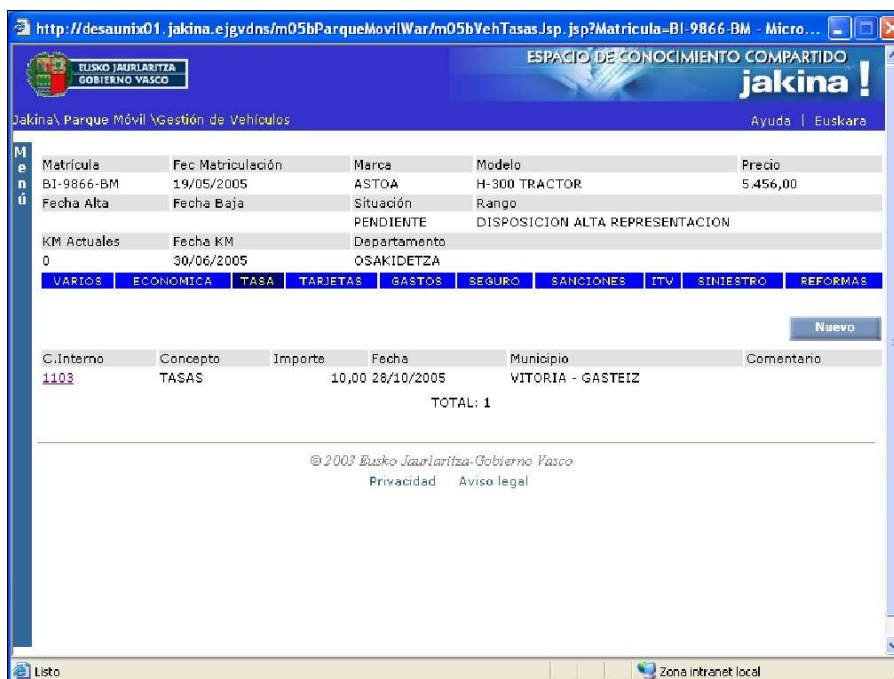 http://desaunix01.jakina.ejgvdns/m05bParqueMovilWar/m05bVehTasasJsp.jsp?Matricula=BI-9866-BM - Micro...
EUSKO JAURLARITZA
GOBIERNO VASCO
ESPACIO DE CONOCIMIENTO COMPARTIDO
jakina !
Jakina\ Parque Móvil \Gestión de Vehículos
Ayuda | Euskara
Menú
Matrícula Fec Matriculación Marca Modelo Precio
BI-9866-BM 19/05/2005 ASTOA H-300 TRACTOR 5.456,00
Fecha Alta Fecha Baja Situación Rango
PENDIENTE DISPOSICION ALTA REPRESENTACION
KM Actuales Fecha KM Departamento
0 30/06/2005 OSAKIDETZA
VARIOS ECONOMICA TASA TARJETAS GASTOS SEGURO SANCIONES ITV SINIESTRO REFORMAS
Nuevo
C.Interno Concepto Importe Fecha Municipio Comentario
1103 TASAS 10,00 28/10/2005 VITORIA - GASTEIZ
TOTAL: 1
© 2003 Eusko Jaurlaritza-Gobierno Vasco
Privacidad Aviso legal
Listo Zona intranet local